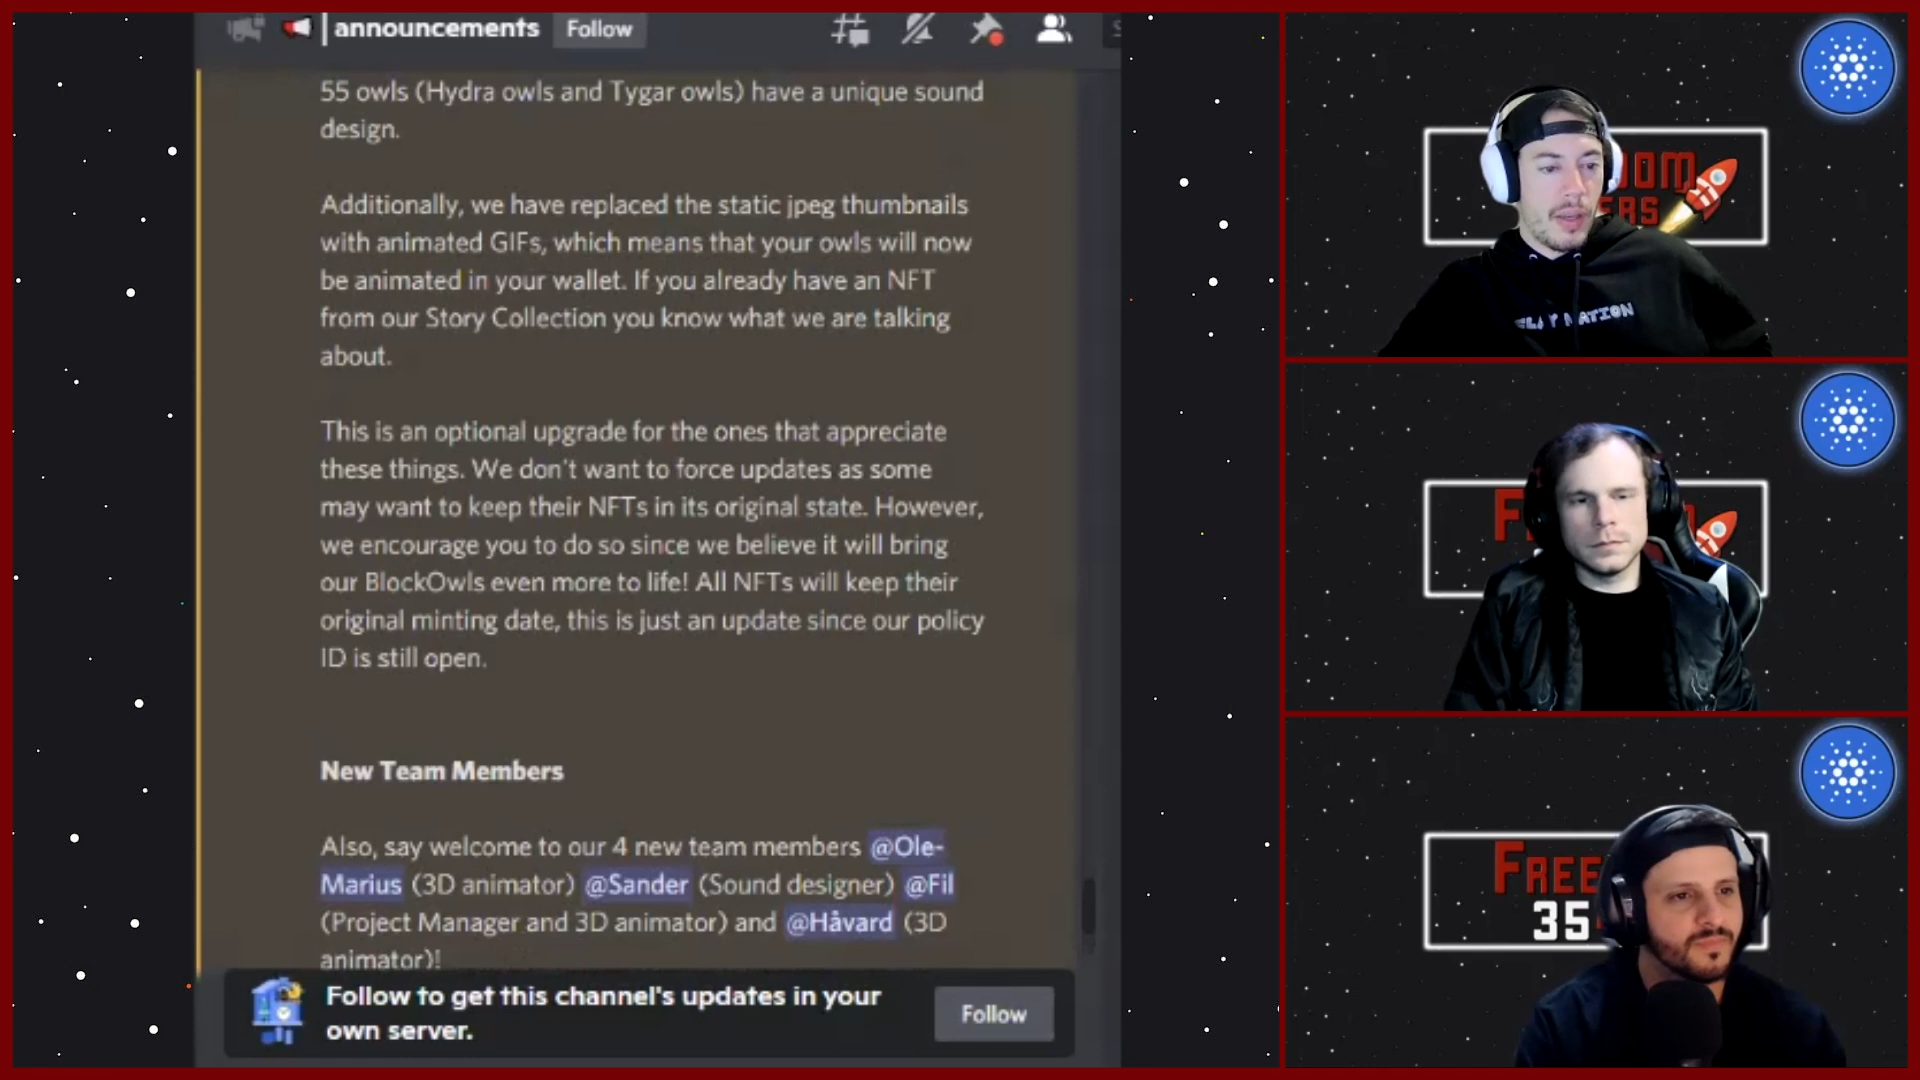 announcements
Follow
55 owls (Hydra owls and Tygar owls) have a unique sound
design.
Additionally, we have replaced the static jpeg thumbnails
with animated GIFs, which means that your owls will now
be animated in your wallet. If you already have an NFT
from our Story Collection you know what we are talking
about.
This is an optional upgrade for the ones that appreciate
these things. We don't want to force updates as some
may want to keep their NFTs in its original state. However,
we encourage you to do so since we believe it will bring
our BlockOwls even more to life! All NFTs will keep their
original minting date, this is just an update since our policy
ID is still open.
New Team Members
Also, say welcome to our 4 new team members @Ole-
Marius (3D animator) @Sander (Sound designer) @Fil
(Project Manager and 3D animator) and @Håvard (3D
animator)!
Follow to get this channel's updates in your
own server.
Follow
OOM
ERS
CLAY NATION
F
FREE
35